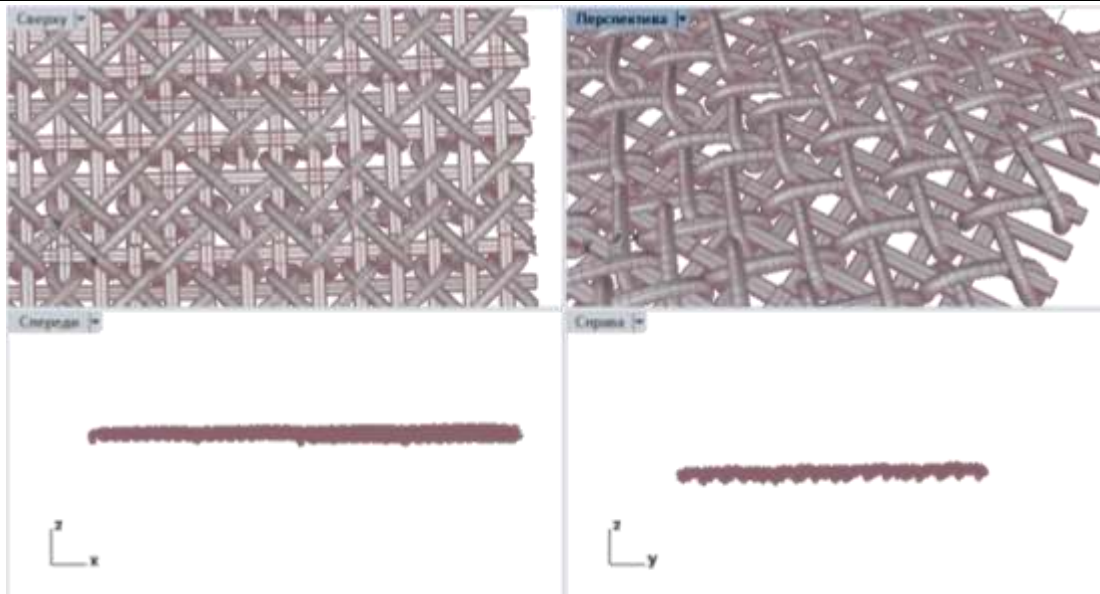 Сверху
Перспектива
Спереди
Справа
z
x
z
y